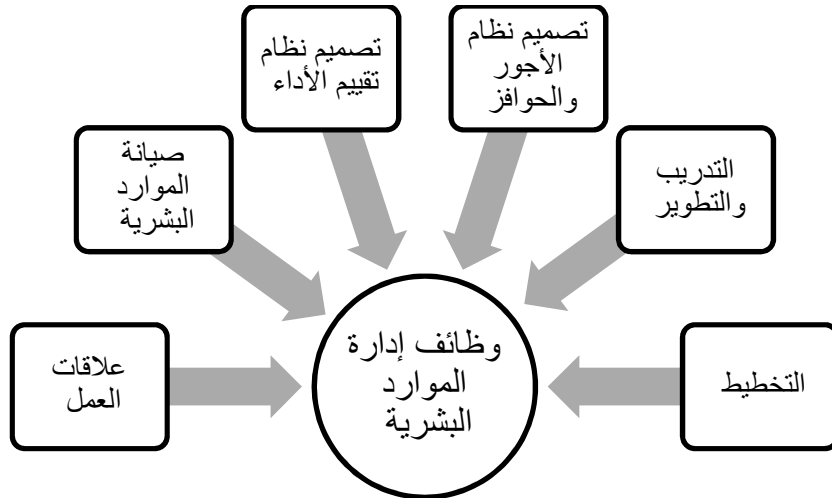 تصميم نظام
الأجور
والحوافز
تصميم نظام
تقييم الأداء
التدريب
والتطوير
صيانة
الموارد
البشرية
التخطيط
وظائف إدارة
الموارد
البشرية
علاقات
العمل